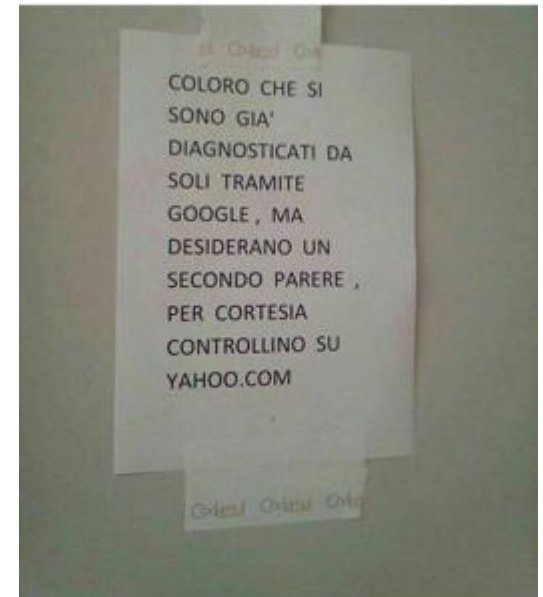 COLORO CHE SI
SONO GIA'
DIAGNOSTICATI DA
SOLI TRAMITE
GOOGLE , MA
DESIDERANO UN
SECONDO PARERE ,
PER CORTESIA
CONTROLLINO SU
YAHOO.COM